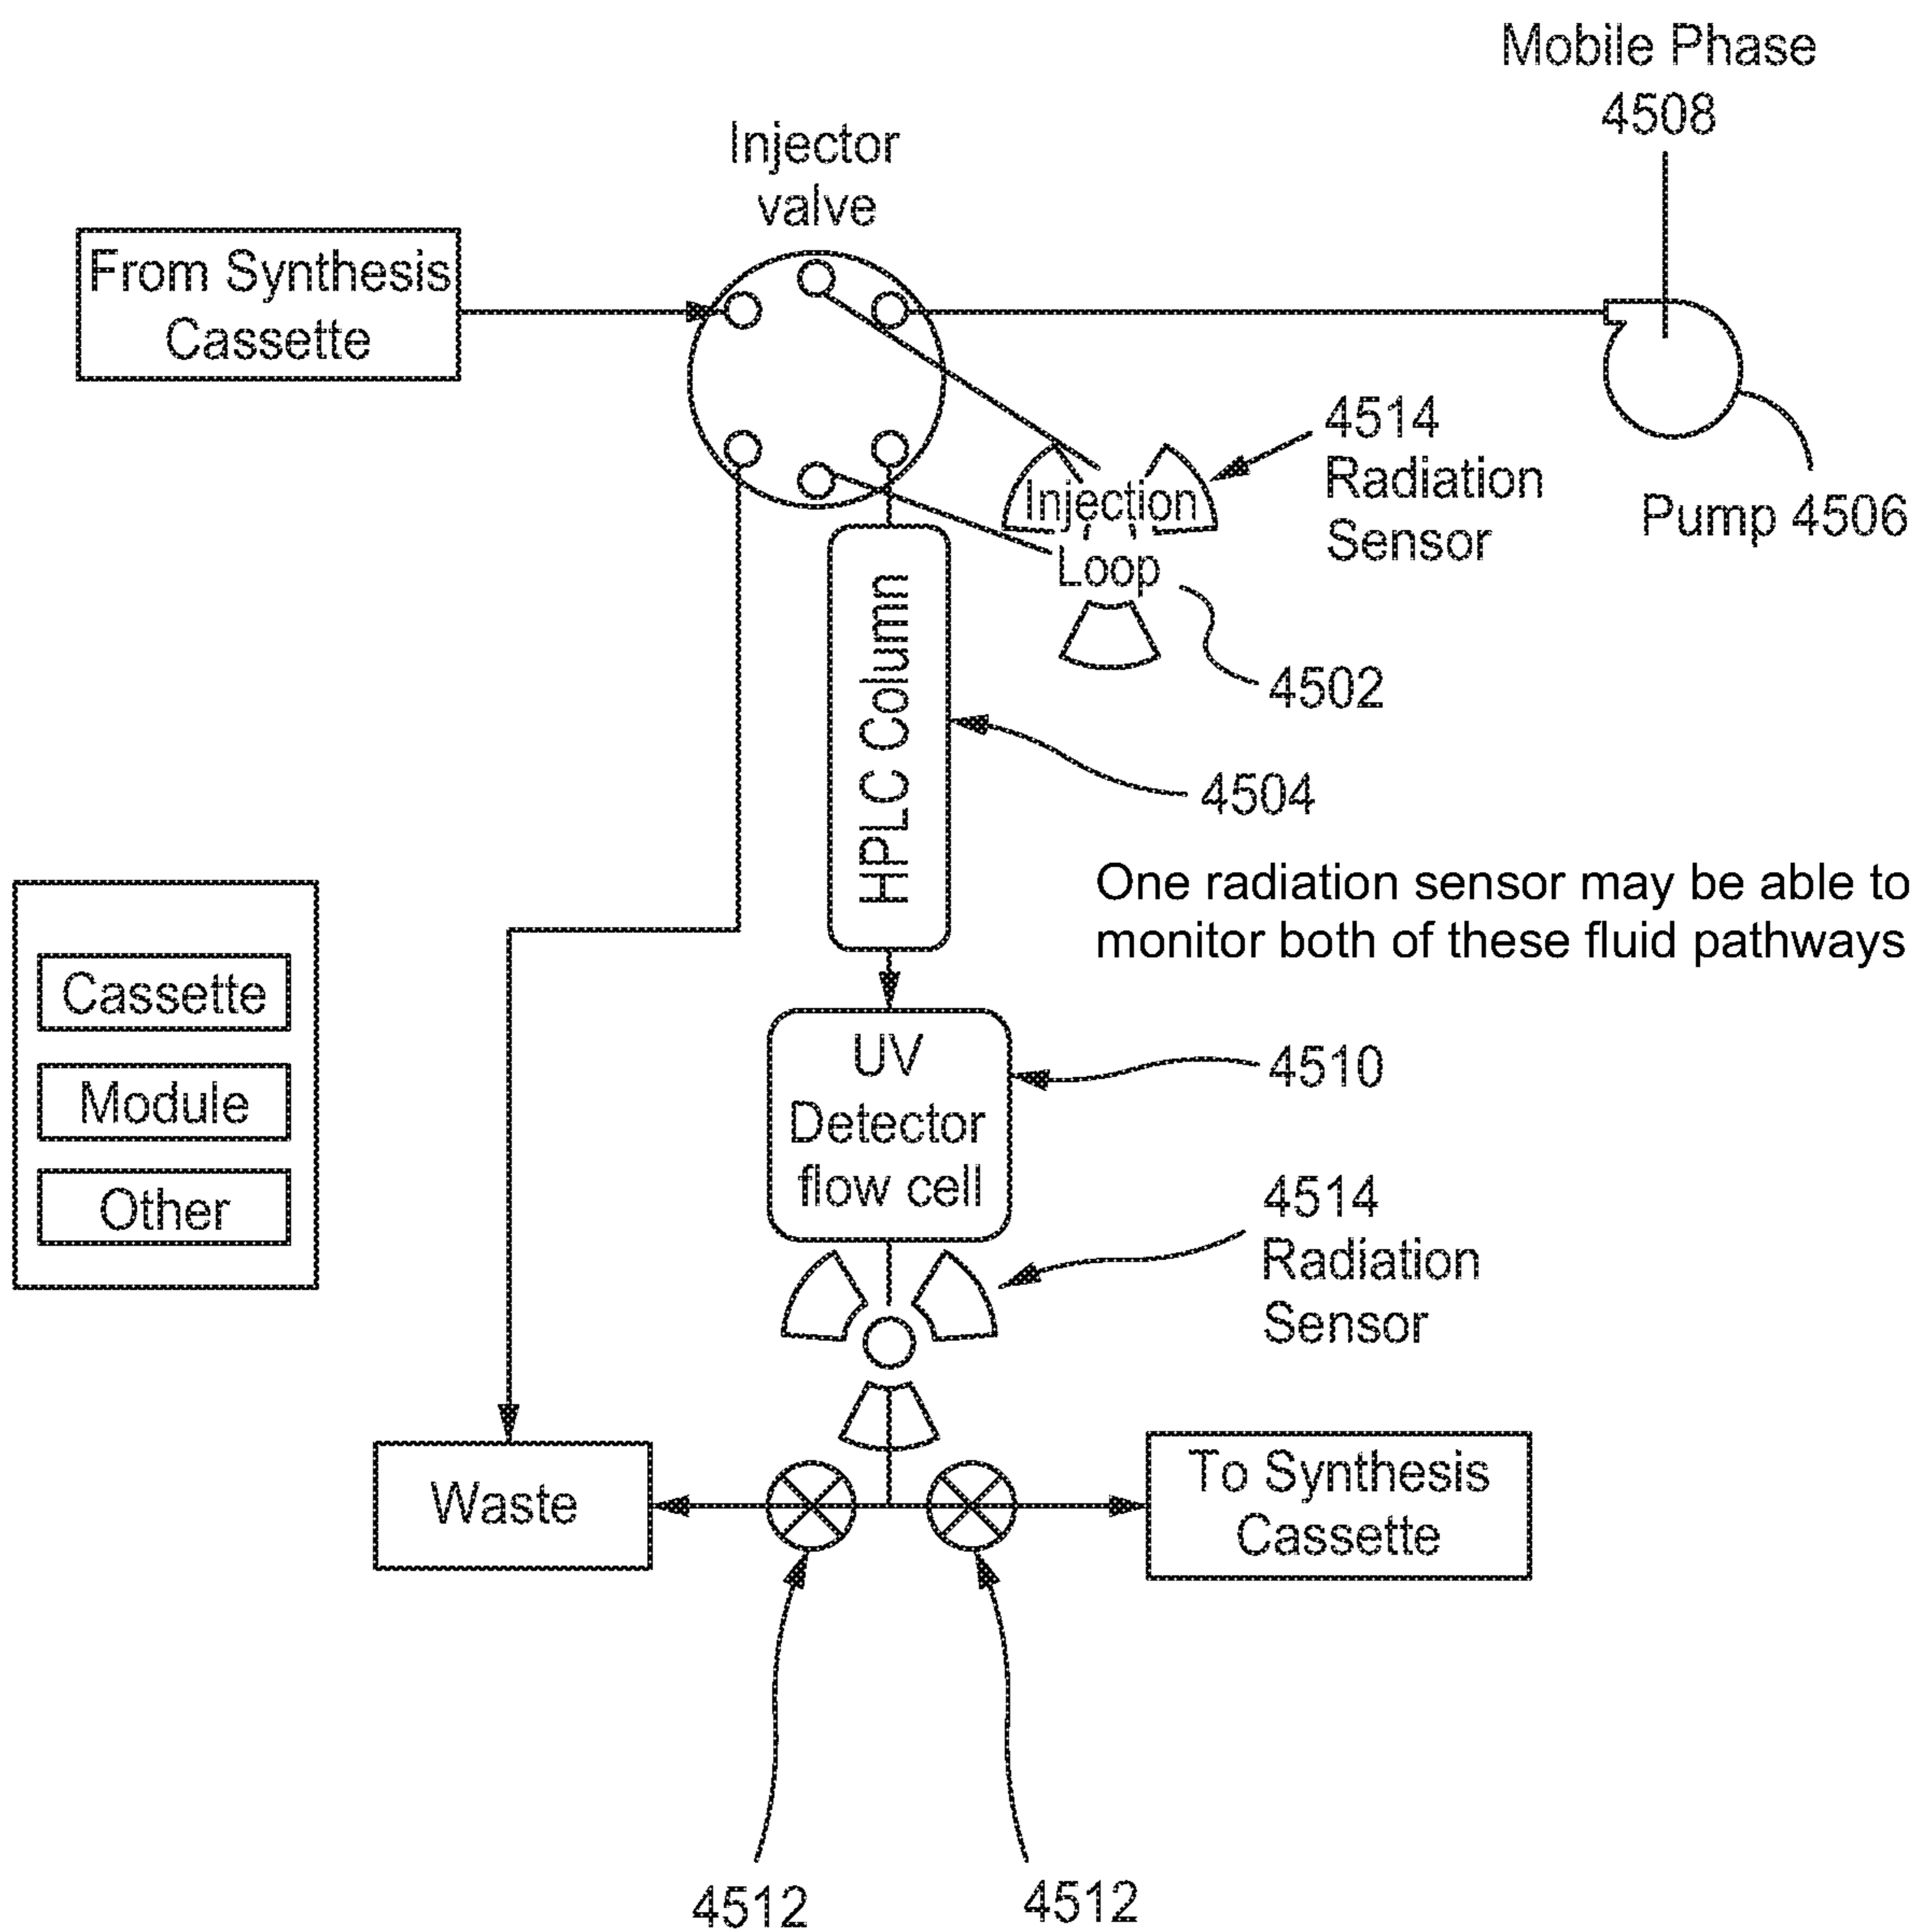 Mobile Phase
4508
Injector
valve
From Synthesis
Cassette
4514
Radiation
Sensor
Pump 4506
Injection
Loop
4502
HPLC Column
4504
One radiation sensor may be able to
monitor both of these fluid pathways
Cassette
Module
Other
UV
Detector
flow cell
4510
4514
Radiation
Sensor
Waste
To Synthesis
Cassette
4512
4512